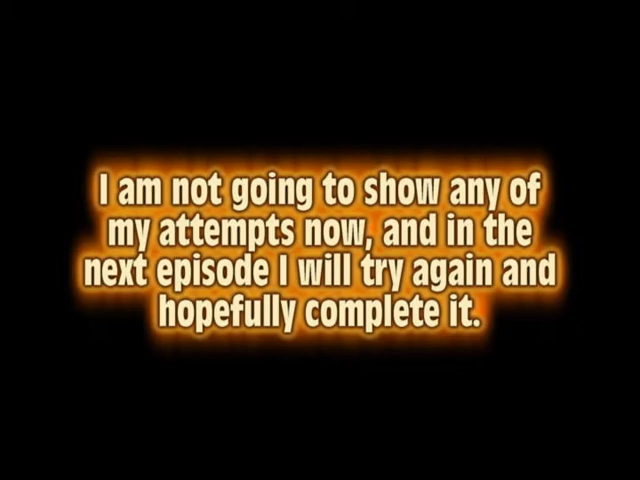 I am not going to show any of
my attempts now, and in the
next episode I will try again and
hopefully complete it.